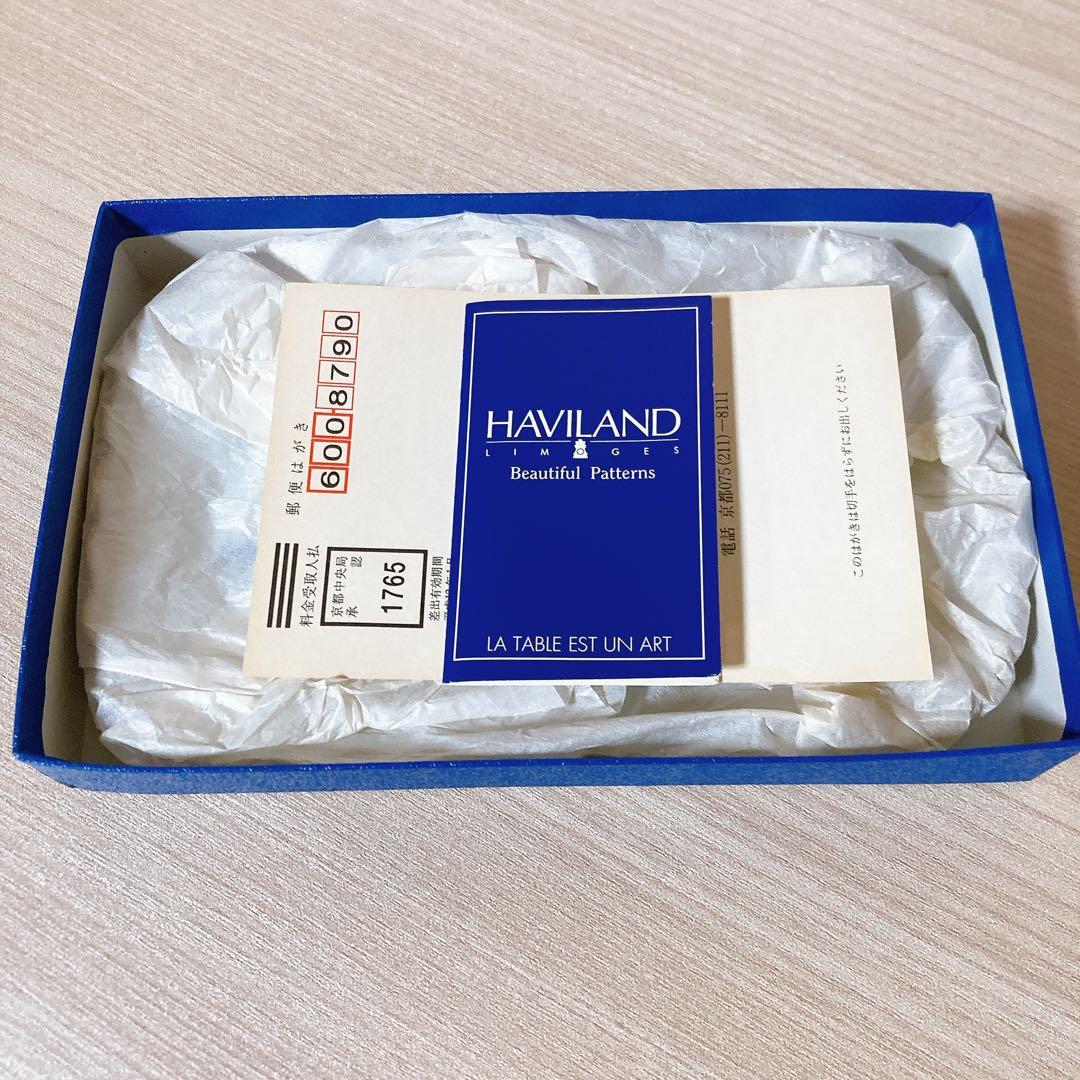 郵便はがき
600-8790
料金受取人払
京都中央局
承認
1765
差出有効期間
HAVILAND
LIMOGES
Beautiful Patterns
LA TABLE EST UN ART
電話 京都075(211)-8111
このはがきは切手をはらずにお出しください